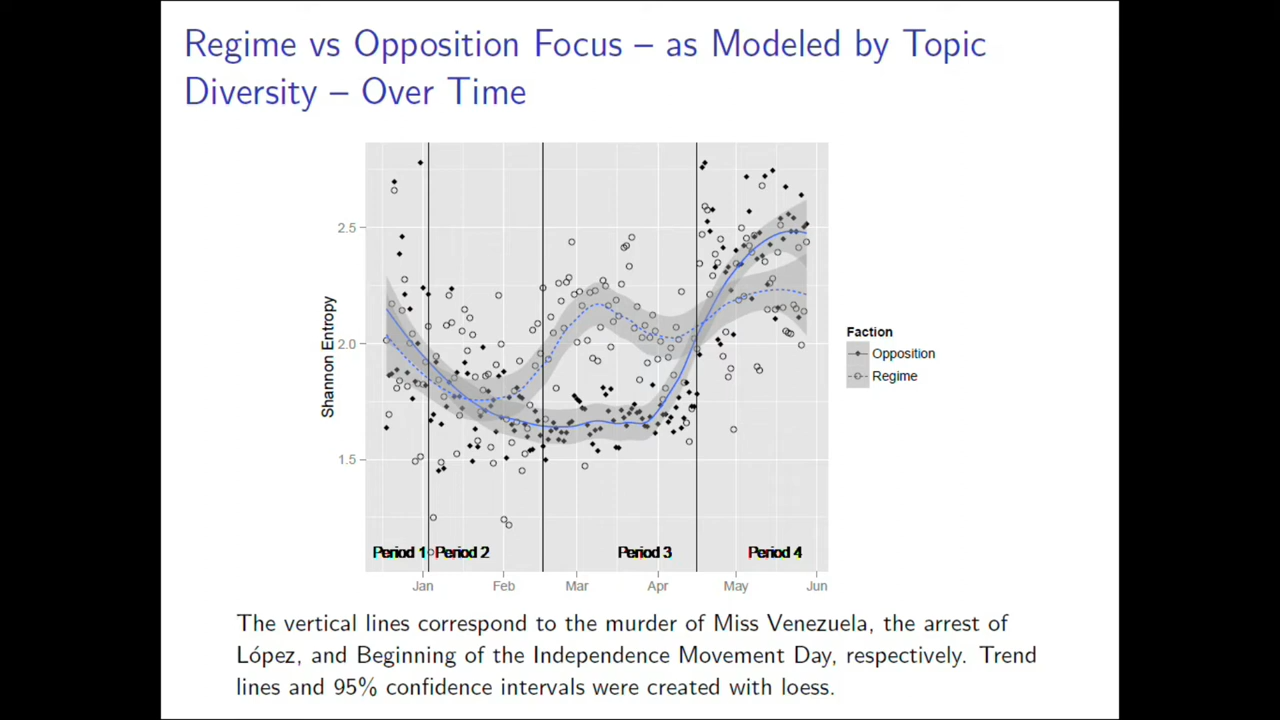 Regime vs Opposition Focus – as Modeled by Topic
Diversity – Over Time
2.5
2.0
1.5
Shannon Entropy
Period 1
Period 2
Period 3
Period 4
Jan
Feb
Mar
Apr
May
Jun
Faction
Opposition
Regime
The vertical lines correspond to the murder of Miss Venezuela, the arrest of
López, and Beginning of the Independence Movement Day, respectively. Trend
lines and 95% confidence intervals were created with loess.